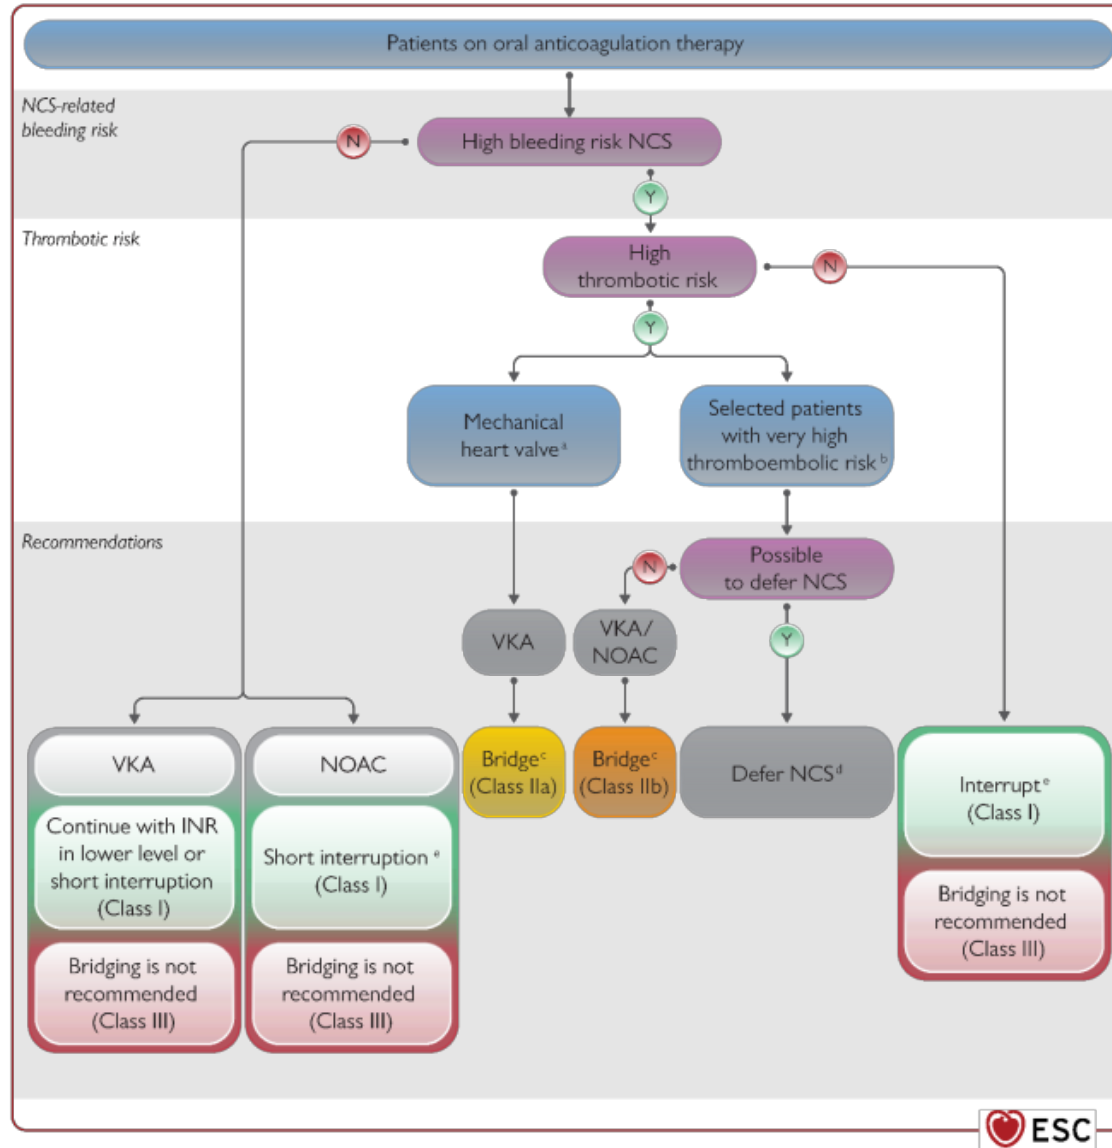 Patients on oral anticoagulation therapy
NCS-related
bleeding risk
N
High bleeding risk NCS
Y
Thrombotic risk
High
thrombotic risk
N
Y
Mechanical
heart valve a
Selected patients
with very high
thromboembolic risk b
Recommendations
Possible
to defer NCS
N
Y
VKA
VKA/
NOAC
VKA
Continue with INR
in lower level or
short interruption
(Class I)
Bridging is not
recommended
(Class III)
NOAC
Short interruption e
(Class I)
Bridging is not
recommended
(Class III)
Bridge c
(Class IIa)
Bridge c
(Class IIb)
Defer NCS d
Interrupt e
(Class I)
Bridging is not
recommended
(Class III)
ESC